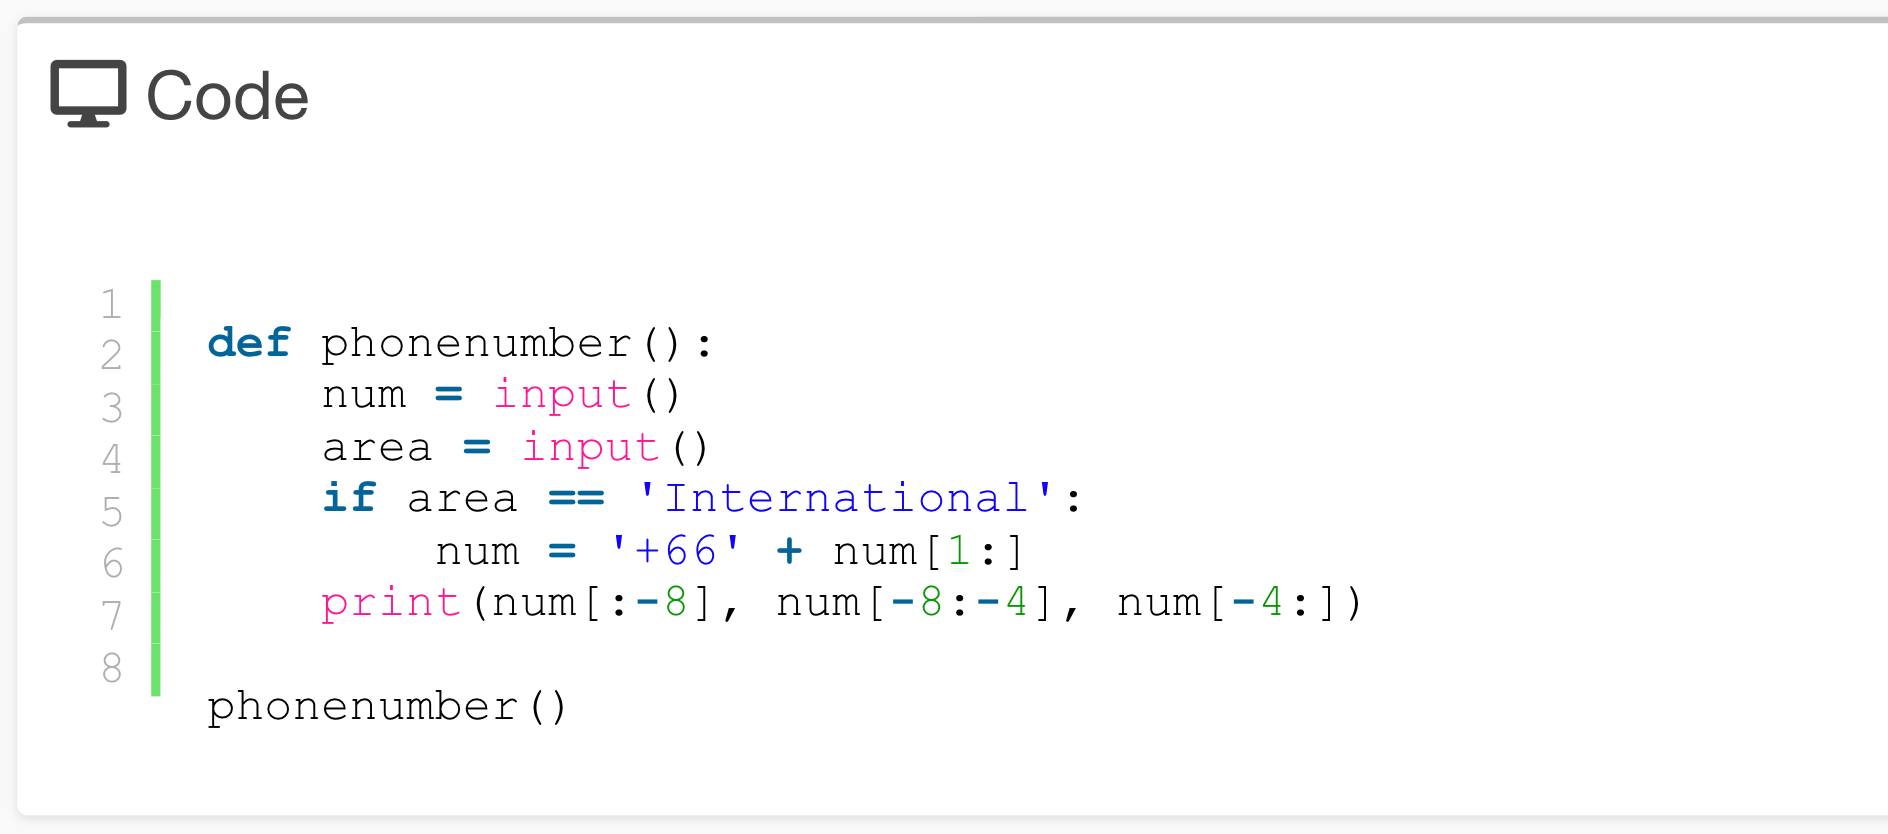 Code
1
2
3
4
5
6
7
8
def phonenumber():
    num = input()
    area = input()
    if area == 'International':
        num = '+66' + num[1:]
    print(num[:-8], num[-8:-4], num[-4:])

phonenumber()